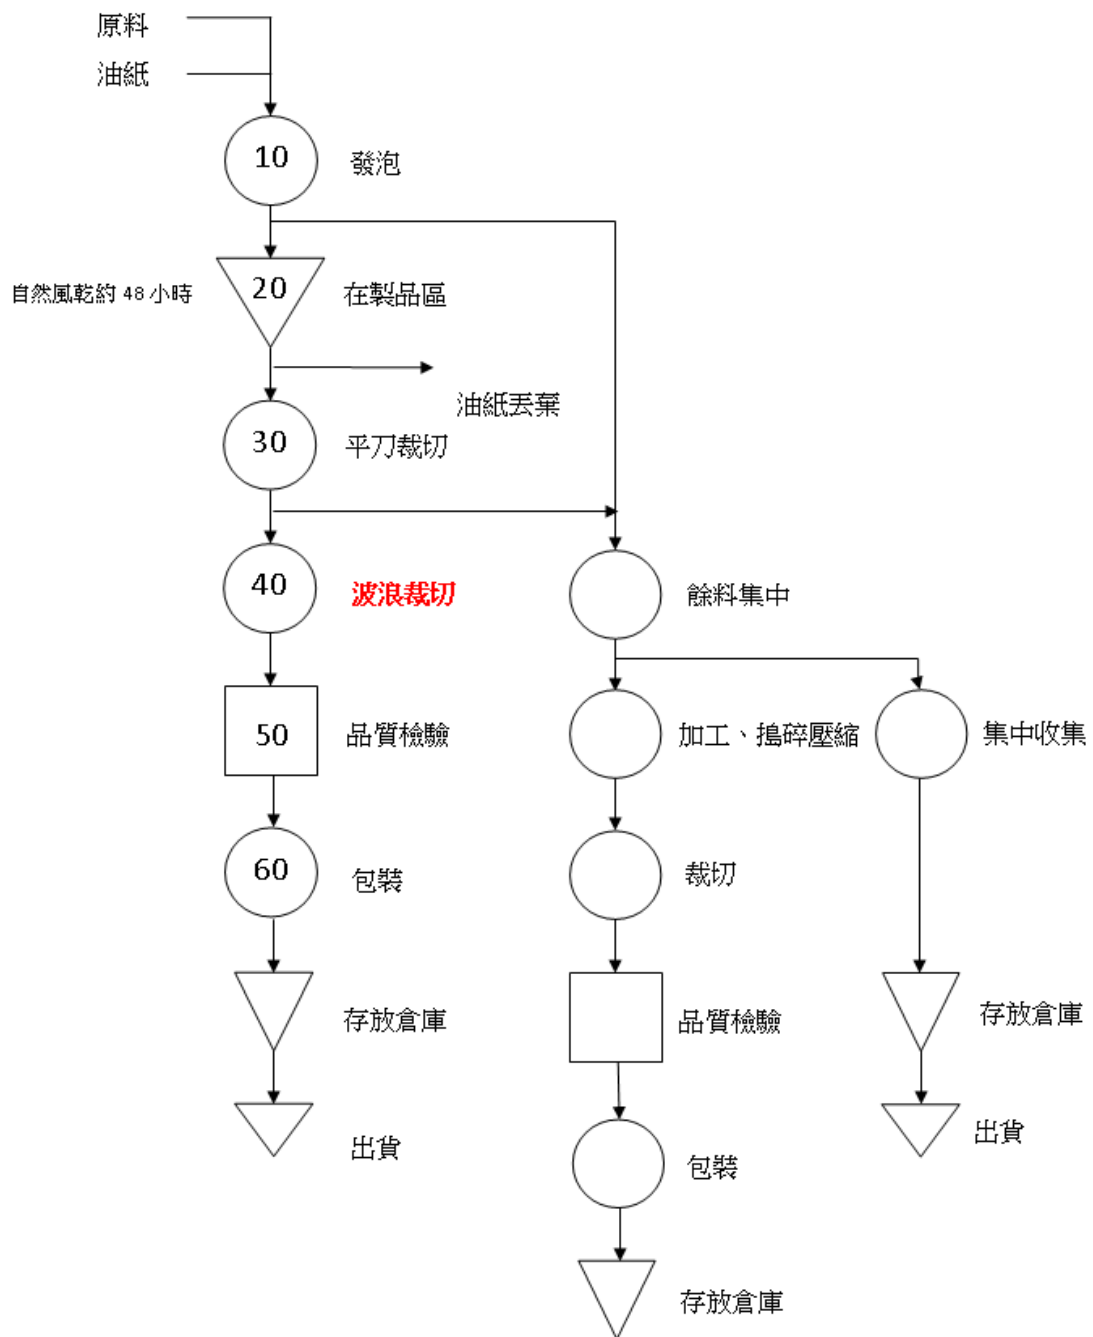 原料
油紙
10
發泡
自然風乾約 48 小時
20
在製品區
油紙丟棄
30
平刀裁切
40
波浪裁切
餘料集中
50
品質檢驗
加工、搗碎壓縮
集中收集
60
包裝
裁切
存放倉庫
品質檢驗
存放倉庫
出貨
包裝
出貨
存放倉庫